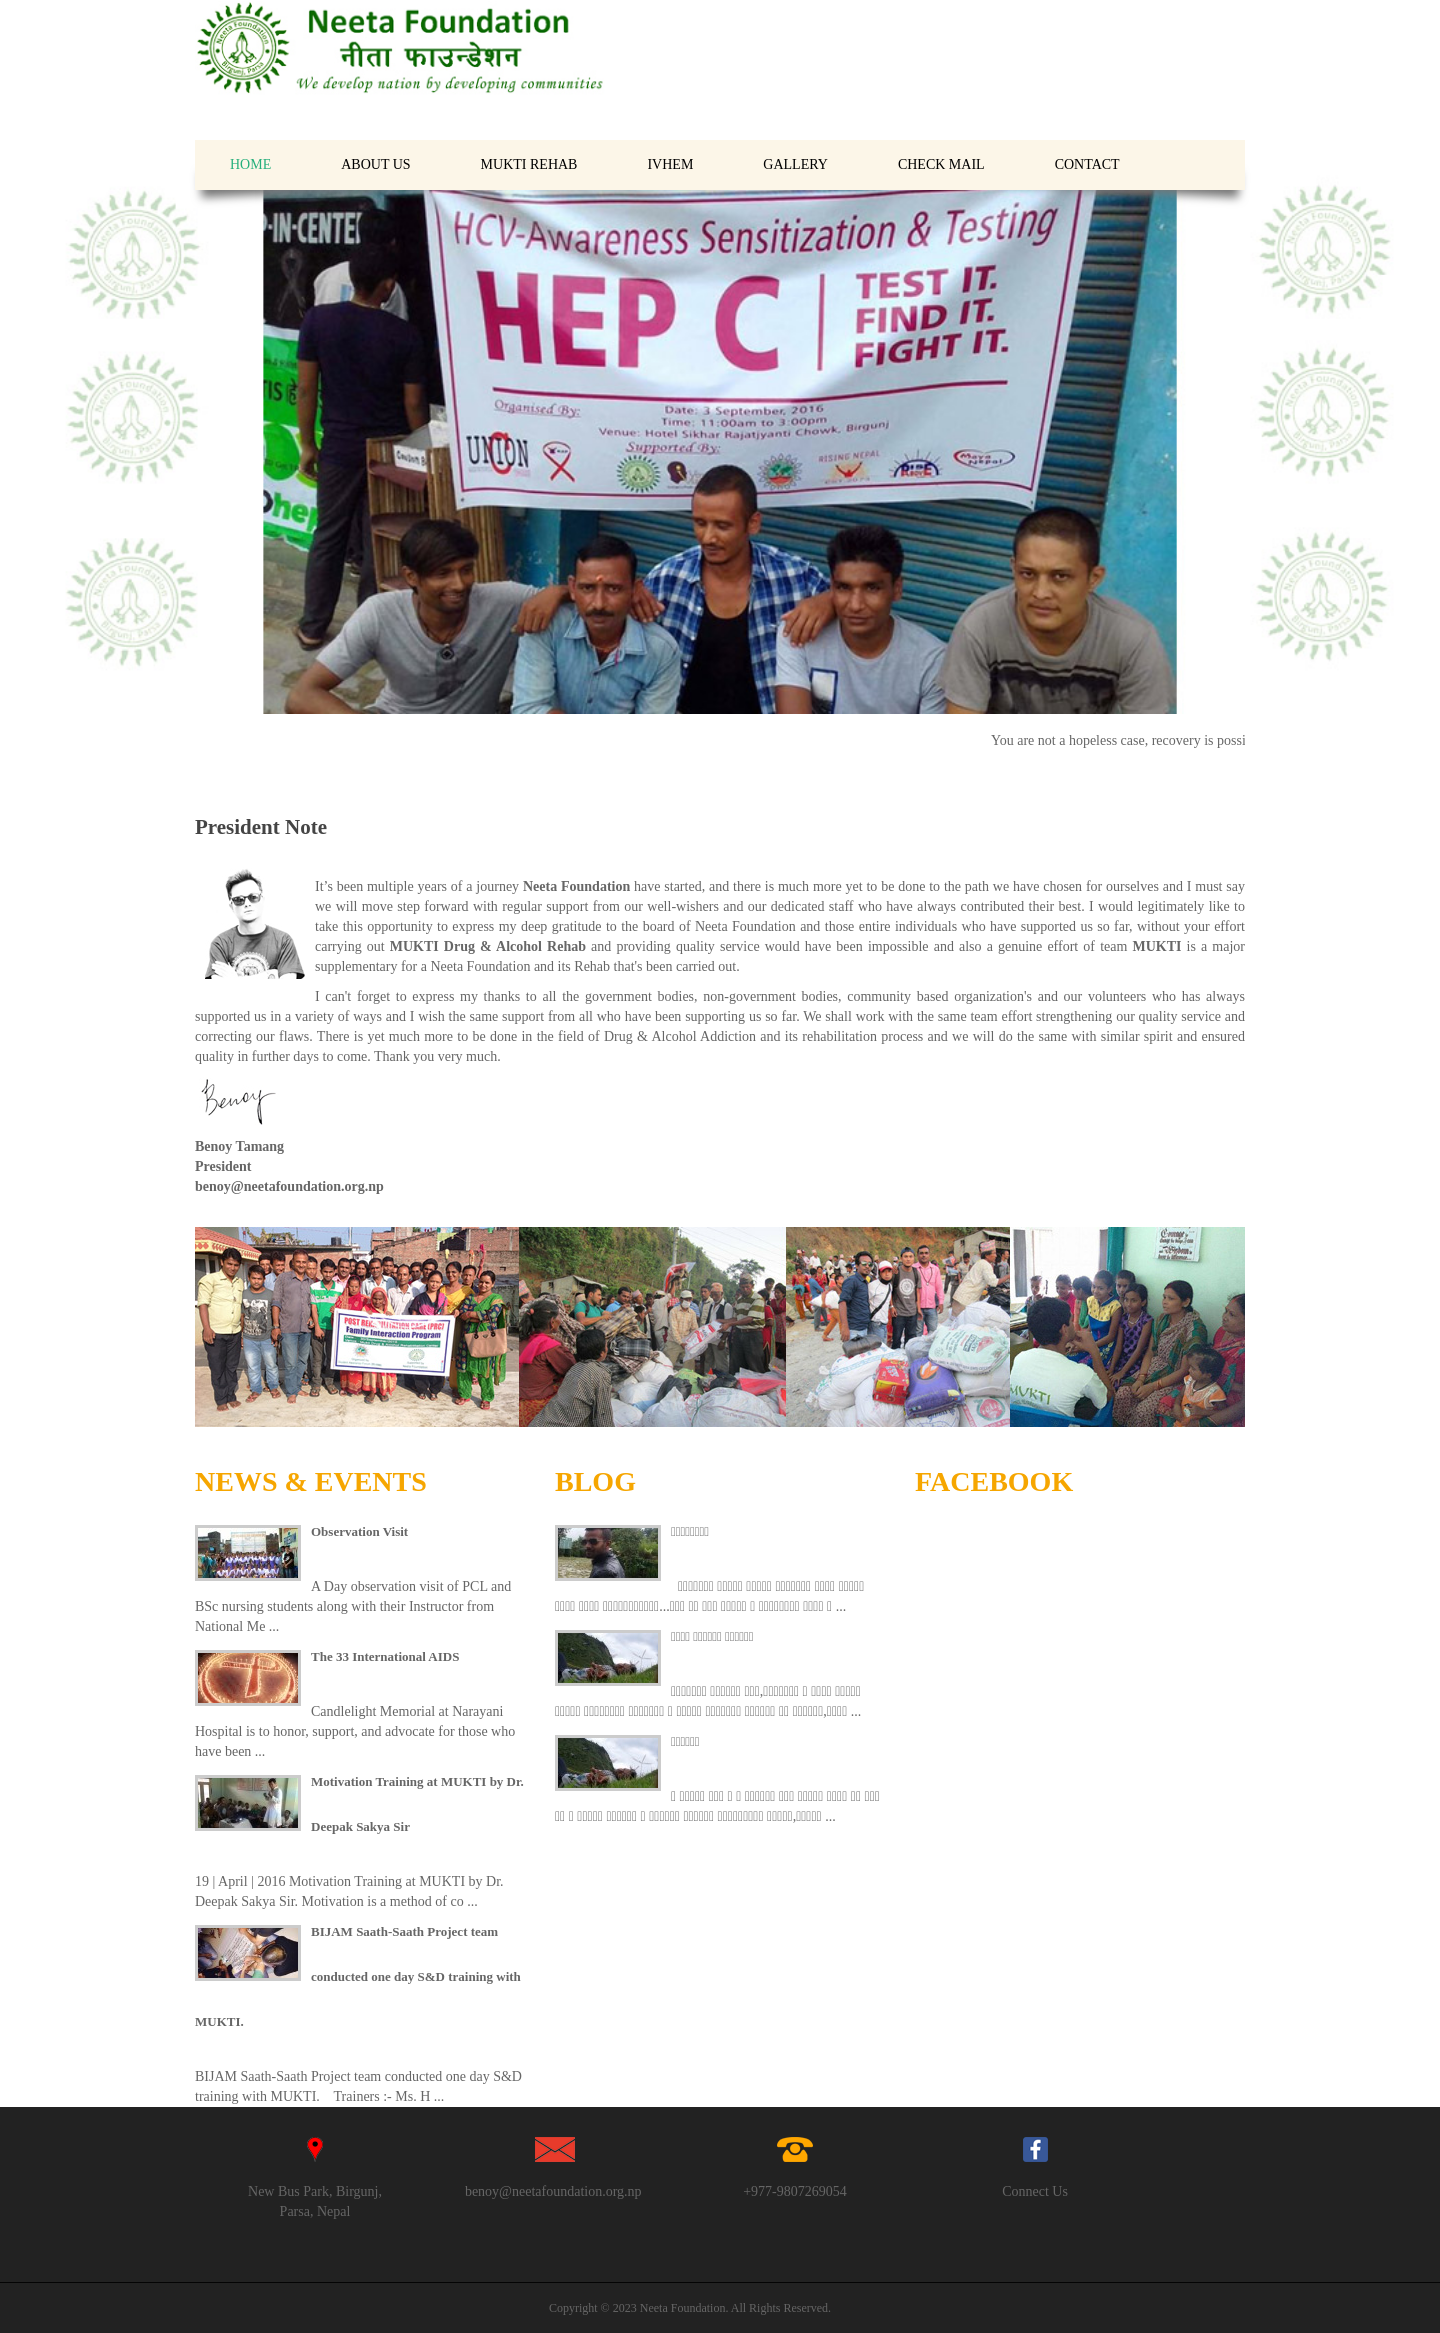 Neeta Foundation
नीता फाउन्डेशन
We develop nation by developing communities
HOME ABOUT US MUKTI REHAB IVHEM GALLERY CHECK MAIL CONTACT
P-IN-CENTE
HCV-Awareness Sensitization & Testing
HEP C
TEST IT.
FIND IT.
FIGHT IT.
Organised By:
Date: 3 September, 2016
Time: 11:00am to 3:00pm
Venue: Hotel Sikhar Rajatjyanti Chowk, Birgunj
Supported By:
UNION
RISING NEPAL
RISE
Maya Nepal
You are not a hopeless case, recovery is possi
President Note
It’s been multiple years of a journey Neeta Foundation have started, and there is much more yet to be done to the path we have chosen for ourselves and I must say
we will move step forward with regular support from our well-wishers and our dedicated staff who have always contributed their best. I would legitimately like to
take this opportunity to express my deep gratitude to the board of Neeta Foundation and those entire individuals who have supported us so far, without your effort
carrying out MUKTI Drug & Alcohol Rehab and providing quality service would have been impossible and also a genuine effort of team MUKTI is a major
supplementary for a Neeta Foundation and its Rehab that's been carried out.
I can't forget to express my thanks to all the government bodies, non-government bodies, community based organization's and our volunteers who has always
supported us in a variety of ways and I wish the same support from all who have been supporting us so far. We shall work with the same team effort strengthening our quality service and
correcting our flaws. There is yet much more to be done in the field of Drug & Alcohol Addiction and its rehabilitation process and we will do the same with similar spirit and ensured
quality in further days to come. Thank you very much.
Benoy
Benoy Tamang
President
benoy@neetafoundation.org.np
Family Interaction Program
MUKTI
NEWS & EVENTS
Observation Visit
A Day observation visit of PCL and
BSc nursing students along with their Instructor from
National Me ...
The 33 International AIDS
Candlelight Memorial at Narayani
Hospital is to honor, support, and advocate for those who
have been ...
Motivation Training at MUKTI by Dr.
Deepak Sakya Sir
19 | April | 2016 Motivation Training at MUKTI by Dr.
Deepak Sakya Sir. Motivation is a method of co ...
BIJAM Saath-Saath Project team
conducted one day S&D training with
MUKTI.
BIJAM Saath-Saath Project team conducted one day S&D
training with MUKTI. Trainers :- Ms. H ...
BLOG
FACEBOOK
New Bus Park, Birgunj,
Parsa, Nepal
benoy@neetafoundation.org.np
+977-9807269054
Connect Us
Copyright © 2023 Neeta Foundation. All Rights Reserved.